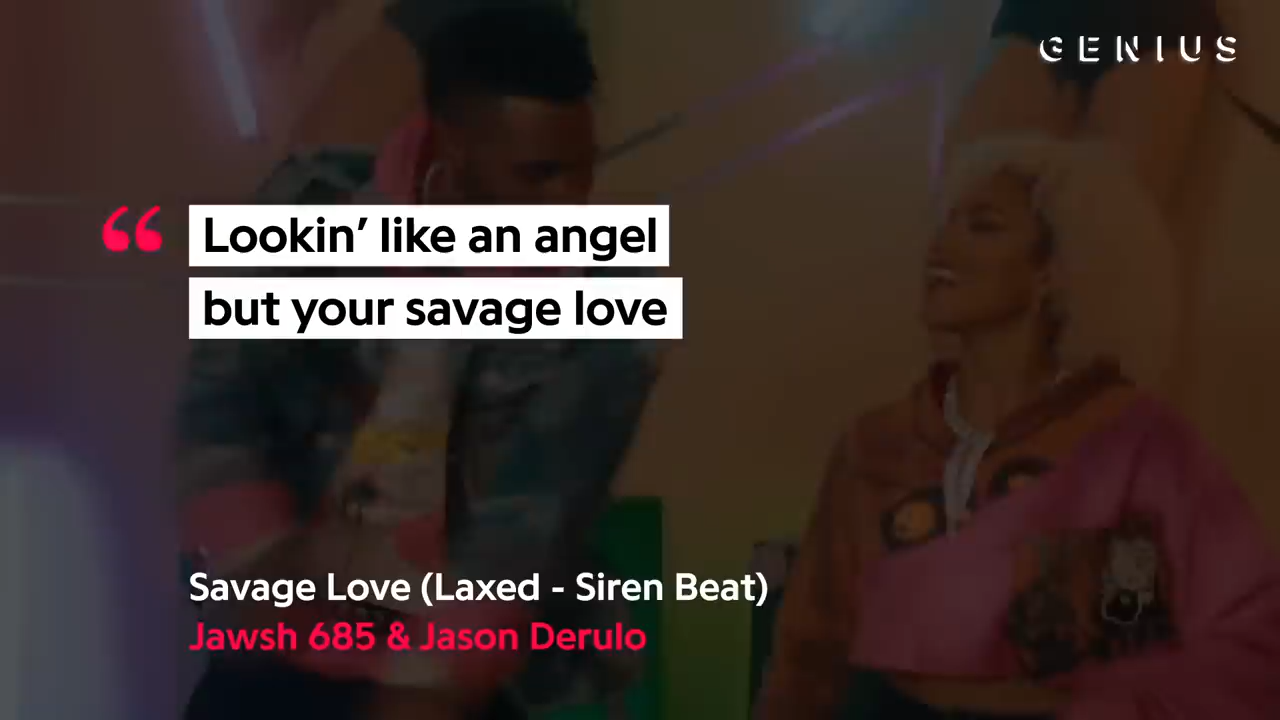 GENIUS
“ Lookin’ like an angel
but your savage love
Savage Love (Laxed - Siren Beat)
Jawsh 685 & Jason Derulo